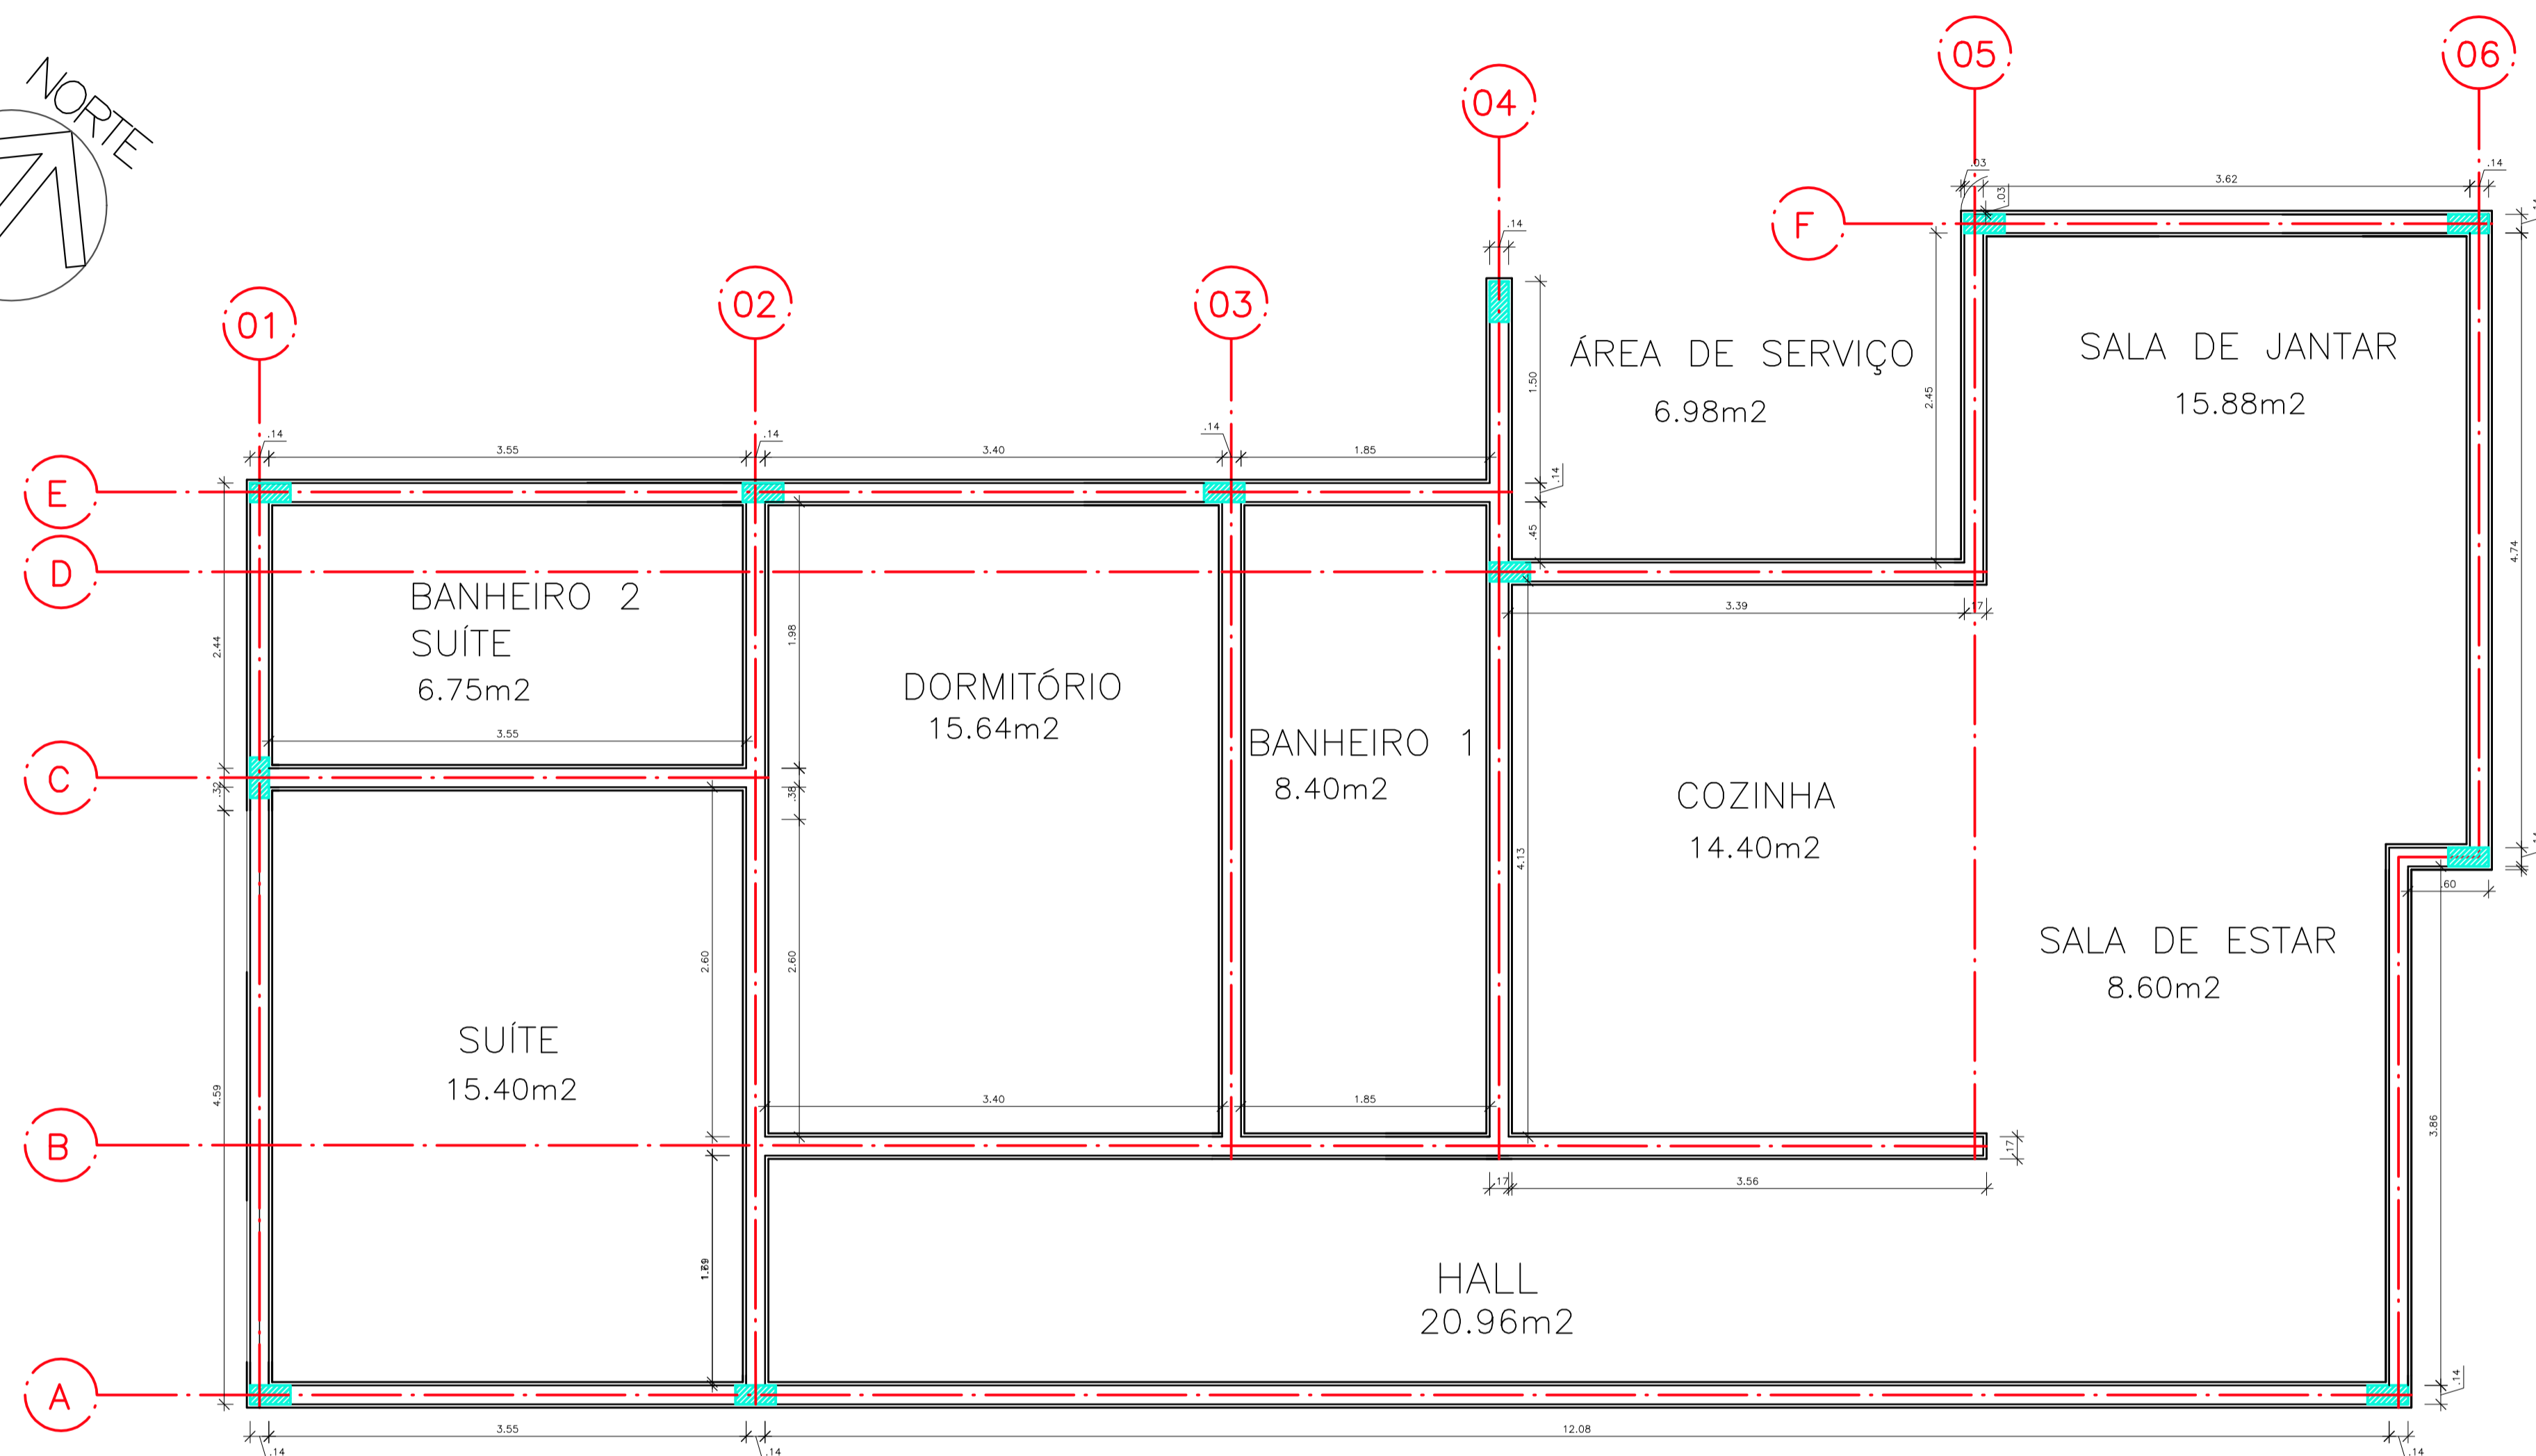 NORTE
05
06
04
.03
3.62
.14
.03
.14
F
.14
01
02
03
ÁREA DE SERVIÇO
6.98m2
SALA DE JANTAR
15.88m2
1.50
2.45
.14
3.55
.14
3.40
.14
1.85
.14
.45
E
D
4.74
BANHEIRO 2
SUÍTE
6.75m2
2.44
1.98
3.39
.17
DORMITÓRIO
15.64m2
3.55
BANHEIRO 1
8.40m2
COZINHA
14.40m2
C
.32
.38
4.13
.14
.60
SALA DE ESTAR
8.60m2
2.60
2.60
SUÍTE
15.40m2
4.59
3.40
1.85
3.86
B
.17
.17
3.56
HALL
20.96m2
A
.14
3.55
12.08
.14
.14
.14